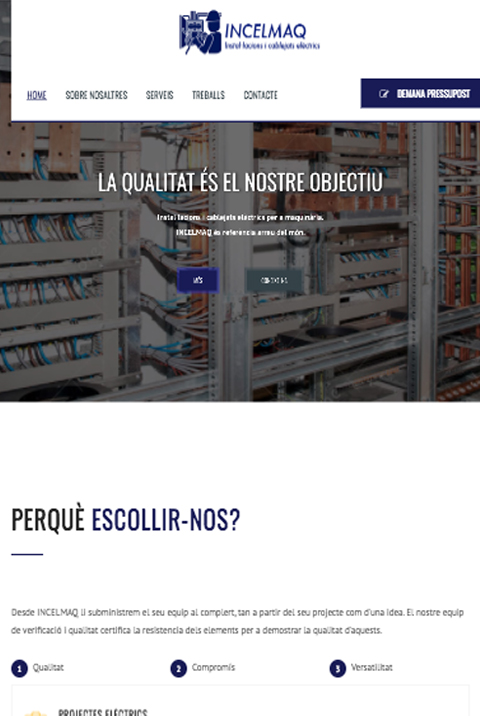 INCELMAQ
Instal·lacions i cablejats elèctrics
HOME
SOBRE NOSALTRES
SERVEIS
TREBALLS
CONTACTE
DEMANA PRESSUPOST
LA QUALITAT ÉS EL NOSTRE OBJECTIU
Instal·lacions i cablejats elèctrics per a maquinària.
INCELMAQ és referència arreu del món.
MÉS
CONTACTA'NS
PERQUÈ ESCOLLIR-NOS?
Desde INCELMAQ li subministrem el seu equip al complert, tan a partir del seu projecte com d'una idea. El nostre equip
de verificació i qualitat certifica la resistencia dels elements per a demostrar la qualitat d'aquests.
1 Qualitat
2 Compromís
3 Versatilitat
PROJECTES ELÈCTRICS